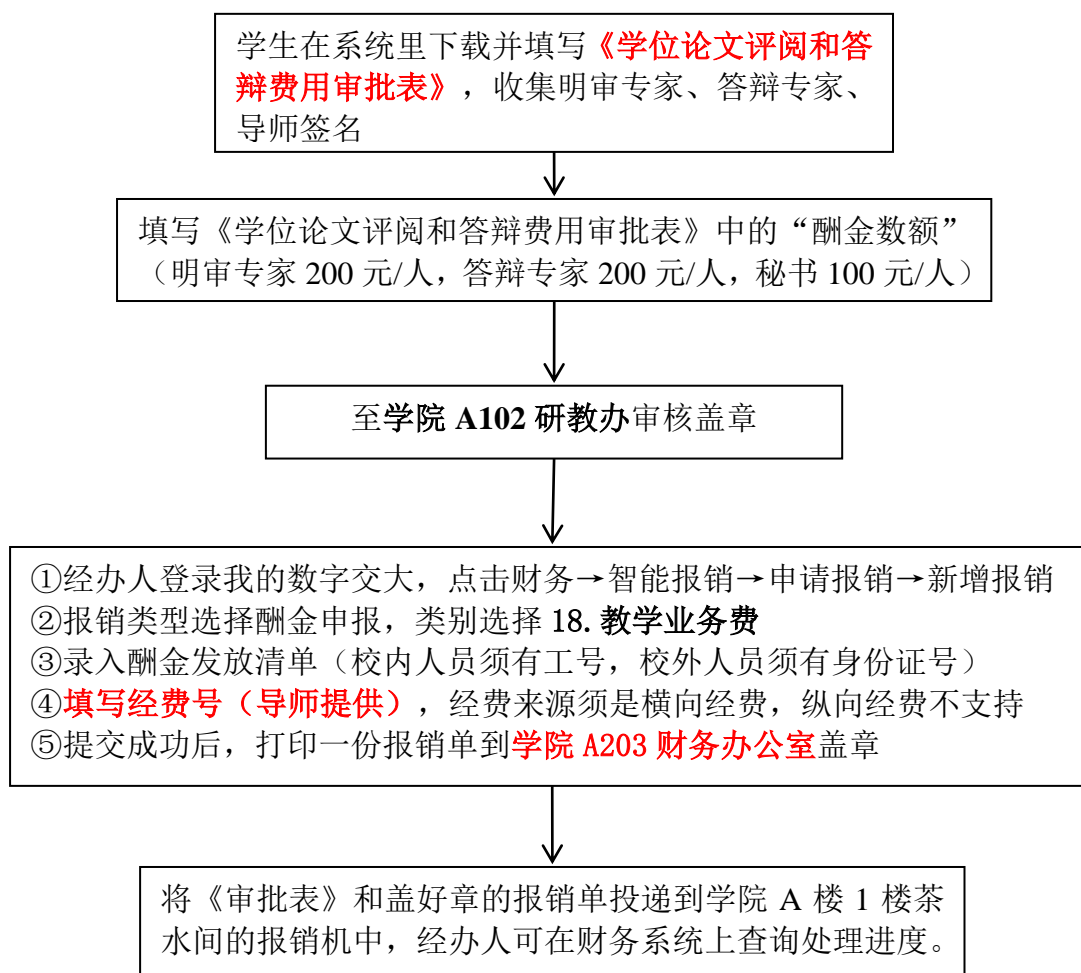 学生在系统里下载并填写《学位论文评阅和答
辩费用审批表》，收集明审专家、答辩专家、
导师签名
填写《学位论文评阅和答辩费用审批表》中的“酬金数额”
（明审专家 200 元/人，答辩专家 200 元/人，秘书 100 元/人）
至学院 A102 研教办审核盖章
①经办人登录我的数字交大，点击财务→智能报销→申请报销→新增报销
②报销类型选择酬金申报，类别选择 18. 教学业务费
③录入酬金发放清单（校内人员须有工号，校外人员须有身份证号）
④填写经费号（导师提供），经费来源须是横向经费，纵向经费不支持
⑤提交成功后，打印一份报销单到学院 A203 财务办公室盖章
将《审批表》和盖好章的报销单投递到学院 A 楼 1 楼茶
水间的报销机中，经办人可在财务系统上查询处理进度。